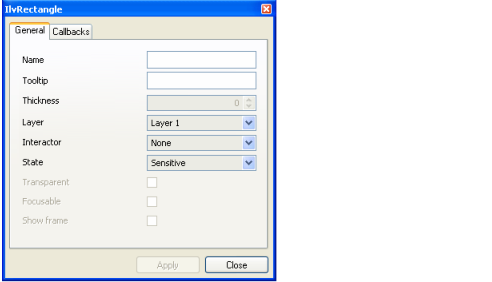 IlvRectangle
General Callbacks
Name
Tooltip
Thickness 0
Layer Layer 1
Interactor None
State Sensitive
Transparent
Focusable
Show frame
Apply Close